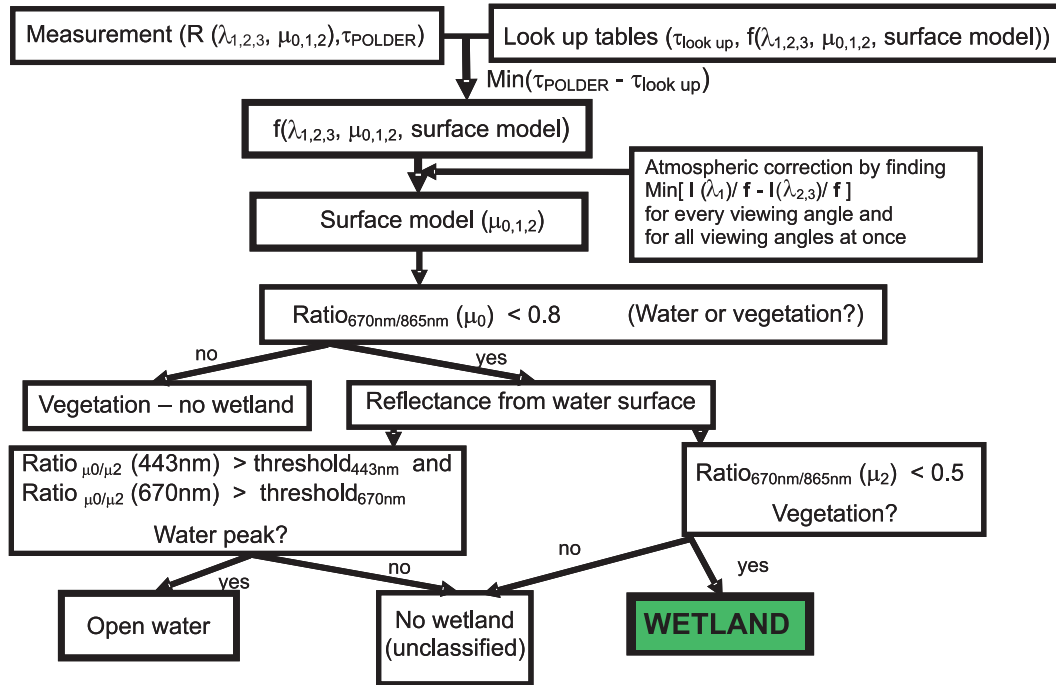 Measurement (R (λ1,2,3, μ0,1,2),τPOLDER)
Look up tables (τlook up, f(λ1,2,3, μ0,1,2, surface model))
Min(τPOLDER - τlook up)
f(λ1,2,3, μ0,1,2, surface model)
Atmospheric correction by finding
Min[ I (λ1)/ f - I(λ2,3)/ f ]
for every viewing angle and
for all viewing angles at once
Surface model (μ0,1,2)
Ratio670nm/865nm (μ0) < 0.8 (Water or vegetation?)
no
yes
Vegetation – no wetland
Reflectance from water surface
Ratio μ0/μ2 (443nm) > threshold443nm and
Ratio μ0/μ2 (670nm) > threshold670nm
Water peak?
Ratio670nm/865nm (μ2) < 0.5
Vegetation?
yes
no
no
yes
Open water
No wetland
(unclassified)
WETLAND